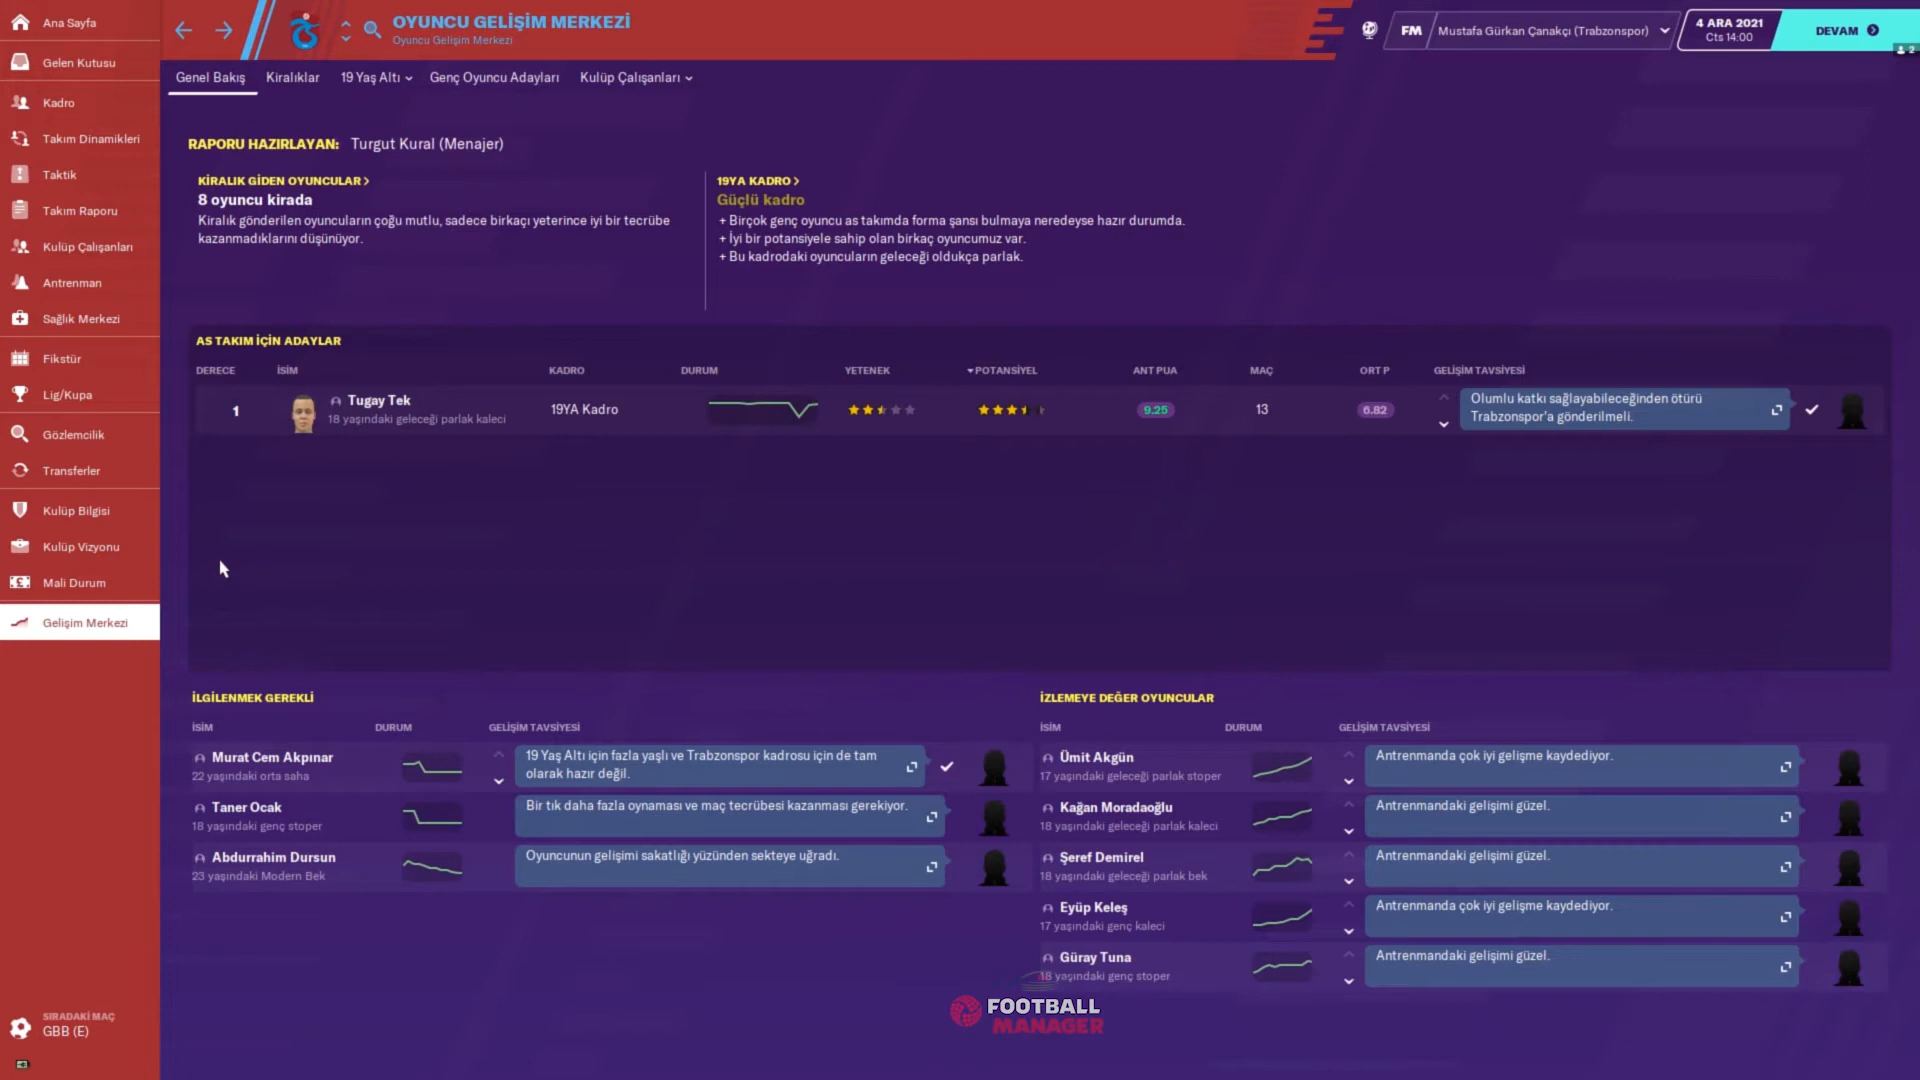 Ana Sayfa
Gelen Kutusu
Kadro
Takım Dinamikleri
Taktik
Takım Raporu
Kulüp Çalışanları
Antrenman
Sağlık Merkezi
Fikstür
Lig/Kupa
Gözlemcilik
Transferler
Kulüp Bilgisi
Kulüp Vizyonu
Mali Durum
Gelişim Merkezi
SIRADAKİ MAÇ
GBB (E)
OYUNCU GELİŞİM MERKEZİ
Oyuncu Gelişim Merkezi
FM Mustafa Gürkan Çanakçı (Trabzonspor)
4 ARA 2021
Cts 14:00
DEVAM
2
Genel Bakış Kiralıklar 19 Yaş Altı Genç Oyuncu Adayları Kulüp Çalışanları
RAPORU HAZIRLAYAN: Turgut Kural (Menajer)
KİRALIK GİDEN OYUNCULAR >
8 oyuncu kirada
Kiralık gönderilen oyuncuların çoğu mutlu, sadece birkaçı yeterince iyi bir tecrübe
kazanmadıklarını düşünüyor.
19YA KADRO >
Güçlü kadro
+ Birçok genç oyuncu as takımda forma şansı bulmaya neredeyse hazır durumda.
+ İyi bir potansiyele sahip olan birkaç oyuncumuz var.
+ Bu kadrodaki oyuncuların geleceği oldukça parlak.
AS TAKIM İÇİN ADAYLAR
DERECE İSİM KADRO DURUM YETENEK POTANSİYEL ANT PUA MAÇ ORT P GELİŞİM TAVSİYESİ
1 Tugay Tek 19YA Kadro 9.25 13 6.82
18 yaşındaki geleceği parlak kaleci
Olumlu katkı sağlayabileceğinden ötürü
Trabzonspor'a gönderilmeli.
İLGİLENMEK GEREKLİ
İSİM DURUM GELİŞİM TAVSİYESİ
Murat Cem Akpınar
22 yaşındaki orta saha
19 Yaş Altı için fazla yaşlı ve Trabzonspor kadrosu için de tam
olarak hazır değil.
Taner Ocak
18 yaşındaki genç stoper
Bir tık daha fazla oynaması ve maç tecrübesi kazanması gerekiyor.
Abdurrahim Dursun
23 yaşındaki Modern Bek
Oyuncunun gelişimi sakatlığı yüzünden sekteye uğradı.
İZLEMEYE DEĞER OYUNCULAR
İSİM DURUM GELİŞİM TAVSİYESİ
Ümit Akgün
17 yaşındaki geleceği parlak stoper
Antrenmanda çok iyi gelişme kaydediyor.
Kağan Moradaoğlu
18 yaşındaki geleceği parlak kaleci
Antrenmandaki gelişimi güzel.
Şeref Demirel
18 yaşındaki geleceği parlak bek
Antrenmandaki gelişimi güzel.
Eyüp Keleş
17 yaşındaki genç kaleci
Antrenmanda çok iyi gelişme kaydediyor.
Güray Tuna
18 yaşındaki genç stoper
Antrenmandaki gelişimi güzel.
FOOTBALL
MANAGER